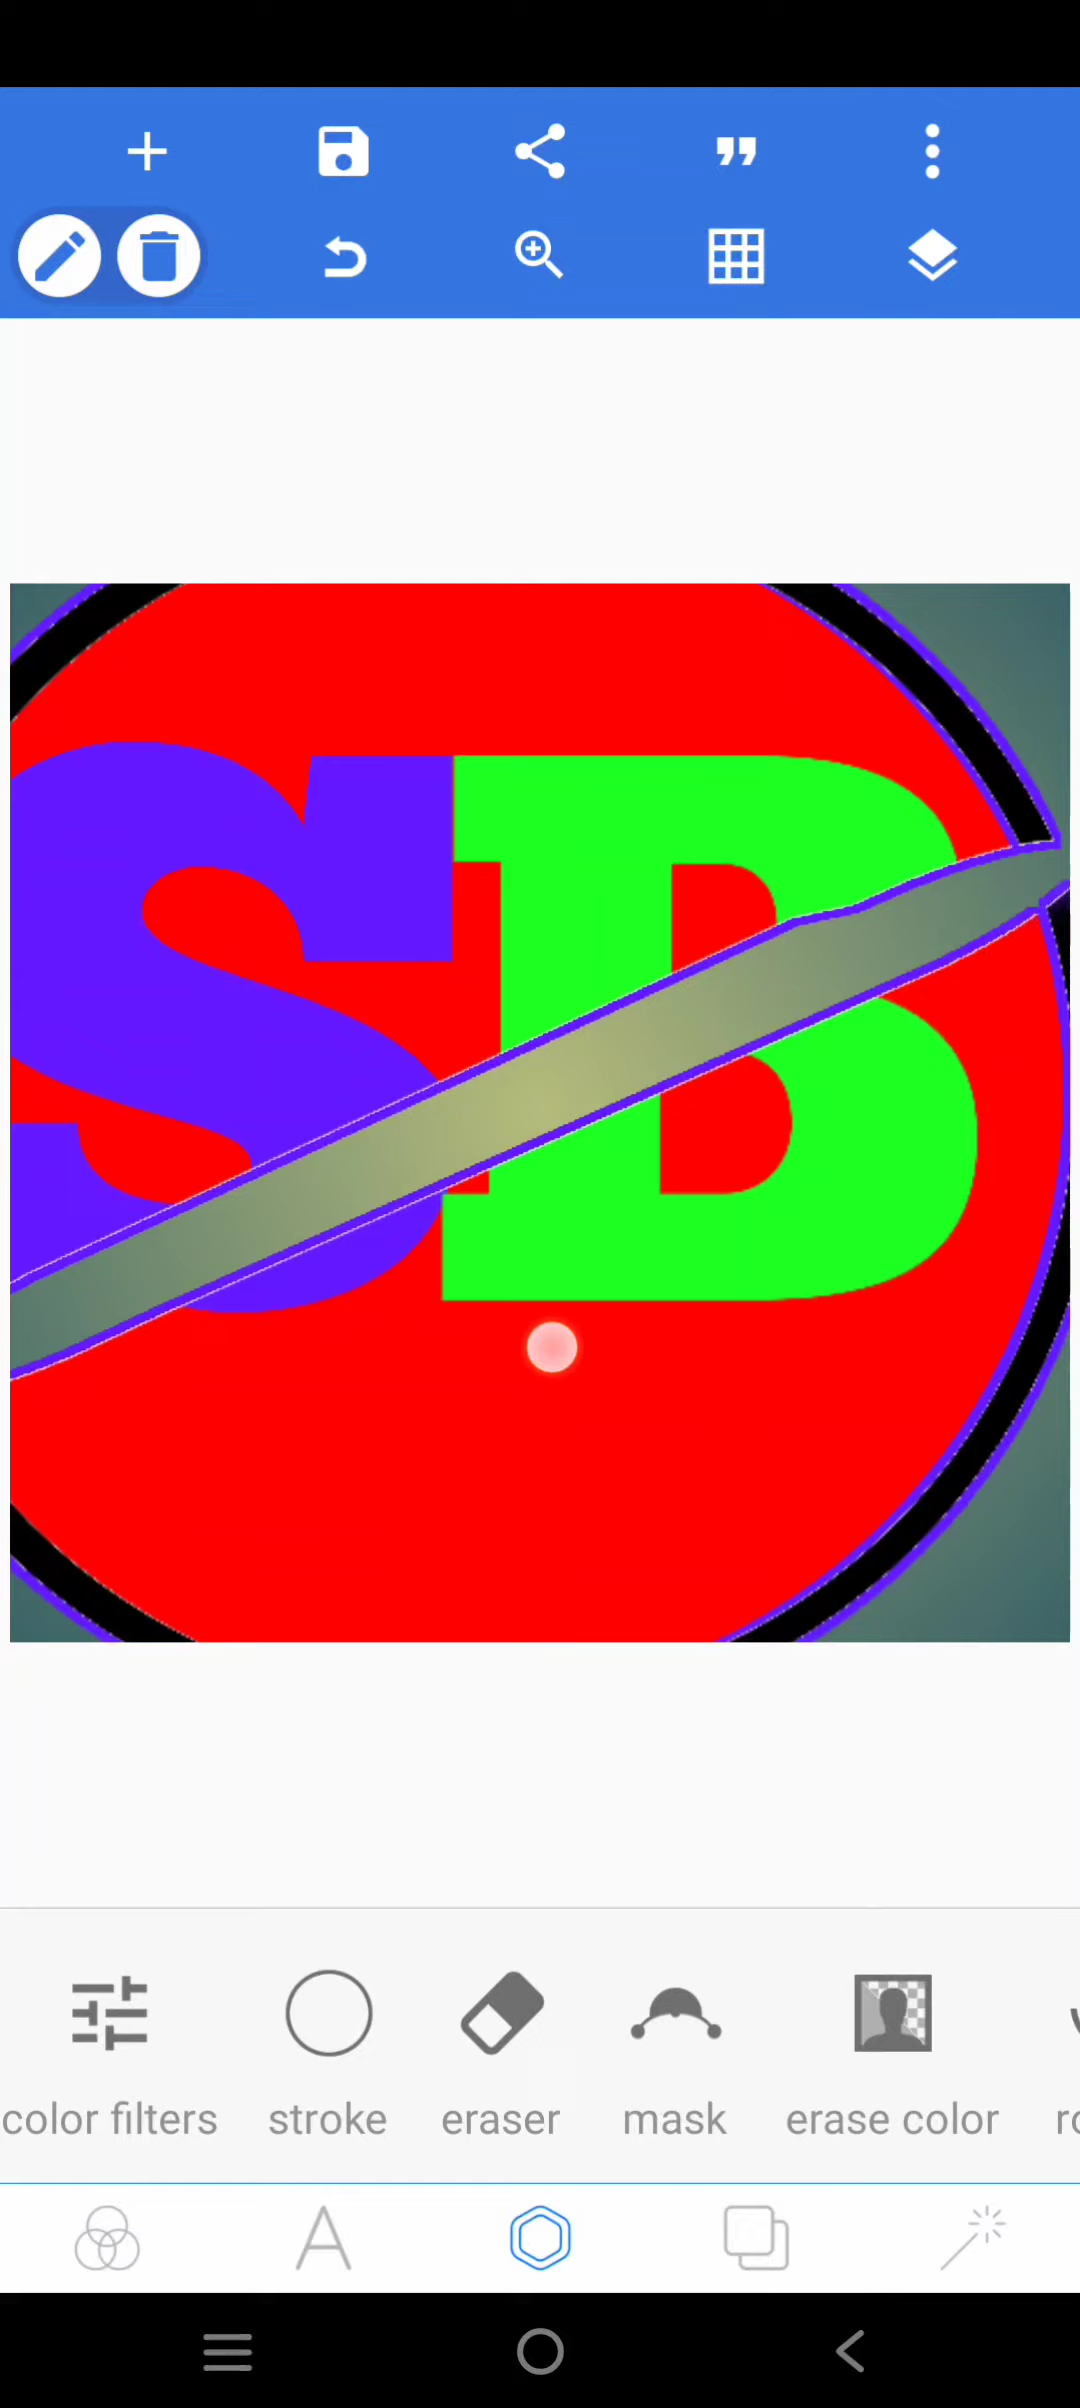 SB
color filters
stroke
eraser
mask
erase color